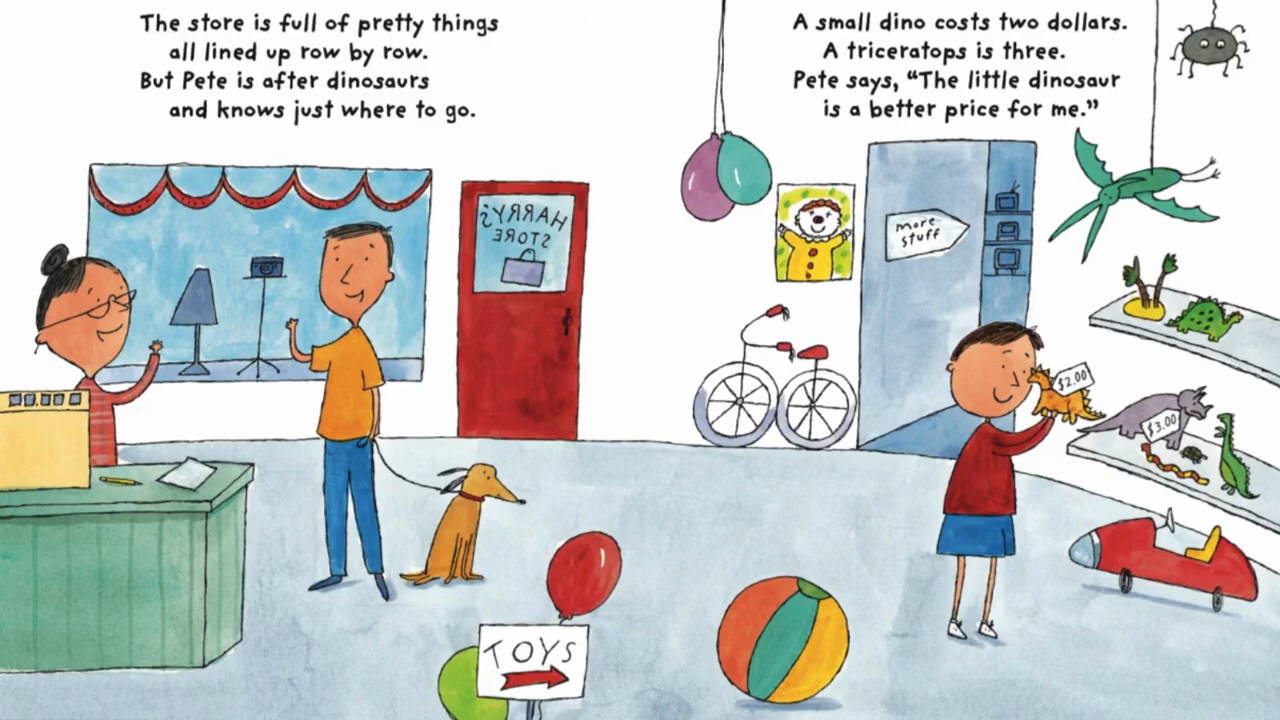 The store is full of pretty things
all lined up row by row.
But Pete is after dinosaurs
and knows just where to go.
A small dino costs two dollars.
A triceratops is three.
Pete says, “The little dinosaur
is a better price for me.”
HARRY'S
STORE
more
stuff
$2.00
$3.00
TOYS